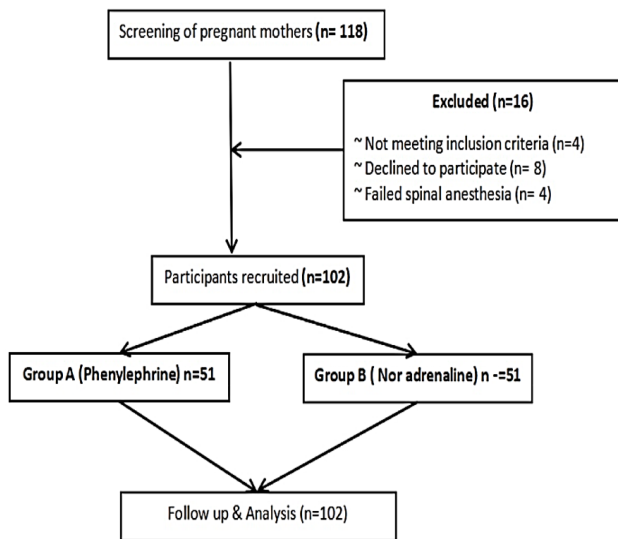 Screening of pregnant mothers (n= 118)
Excluded (n=16)
~ Not meeting inclusion criteria (n=4)
~ Declined to participate (n= 8)
~ Failed spinal anesthesia (n= 4)
Participants recruited (n=102)
Group A (Phenylephrine) n=51
Group B ( Nor adrenaline) n -=51
Follow up & Analysis (n=102)